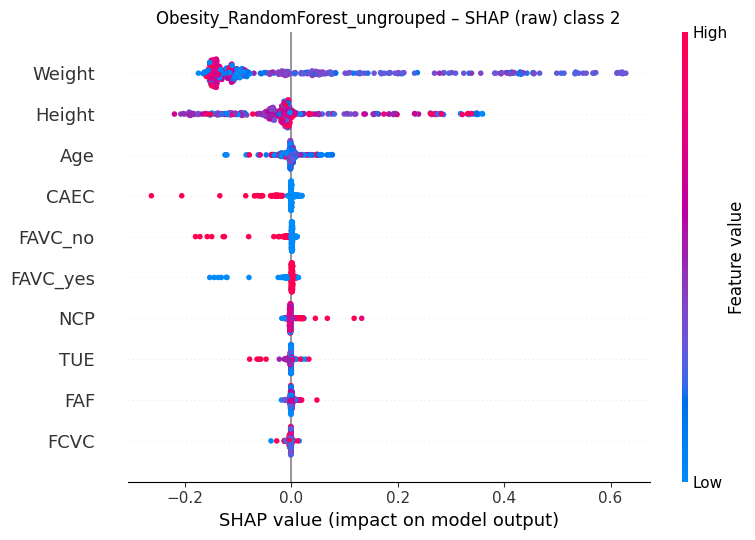 Obesity_RandomForest_ungrouped – SHAP (raw) class 2
High
Weight
Height
Age
CAEC
FAVC_no
FAVC_yes
NCP
TUE
FAF
FCVC
Feature value
Low
−0.2 0.0 0.2 0.4 0.6
SHAP value (impact on model output)